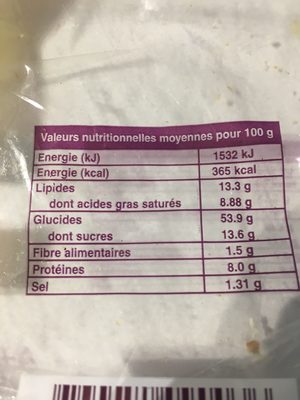 Valeurs nutritionnelles moyennes pour 100 g
Energie (kJ) 1532 kJ
Energie (kcal) 365 kcal
Lipides 13.3 g
dont acides gras saturés 8.88 g
Glucides 53.9 g
dont sucres 13.6 g
Fibre alimentaires 1.5 g
Protéines 8.0 g
Sel 1.31 g